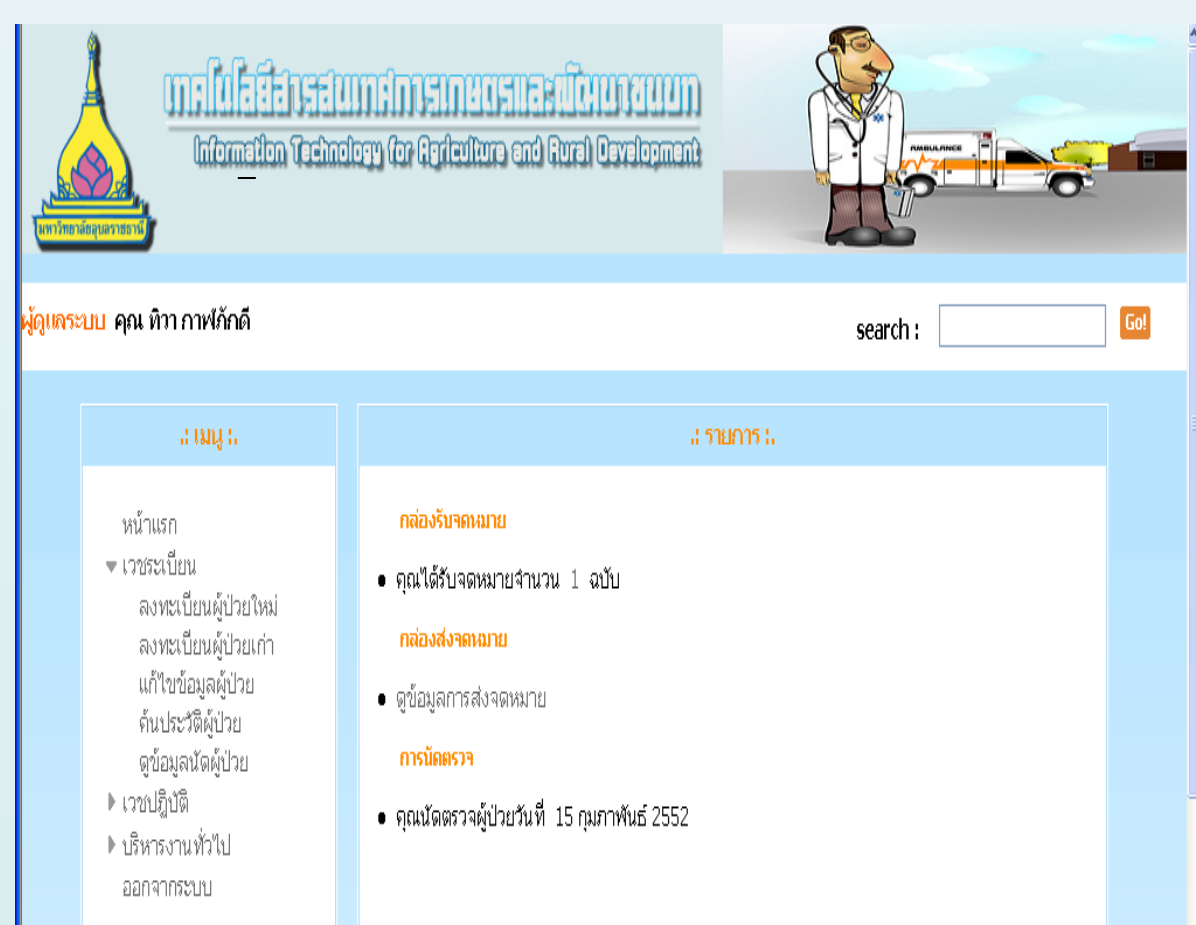 เทคโนโลยีสารสนเทศการเกษตรและพัฒนาชนบท
Information Technology for Agriculture and Rural Development
มหาวิทยาลัยอุบลราชธานี
AMBULANCE
ผู้ดูแลระบบ คุณ ทิวา กาฬภักดี
search :
Go!
.: เมนู :.
หน้าแรก
เวชระเบียน
ลงทะเบียนผู้ป่วยใหม่
ลงทะเบียนผู้ป่วยเก่า
แก้ไขข้อมูลผู้ป่วย
ค้นประวัติผู้ป่วย
ดูข้อมูลนัดผู้ป่วย
เวชปฏิบัติ
บริหารงานทั่วไป
ออกจากระบบ
.: รายการ :.
กล่องรับจดหมาย
● คุณได้รับจดหมายจำนวน 1 ฉบับ
กล่องส่งจดหมาย
● ดูข้อมูลการส่งจดหมาย
การนัดตรวจ
● คุณนัดตรวจผู้ป่วยวันที่ 15 กุมภาพันธ์ 2552